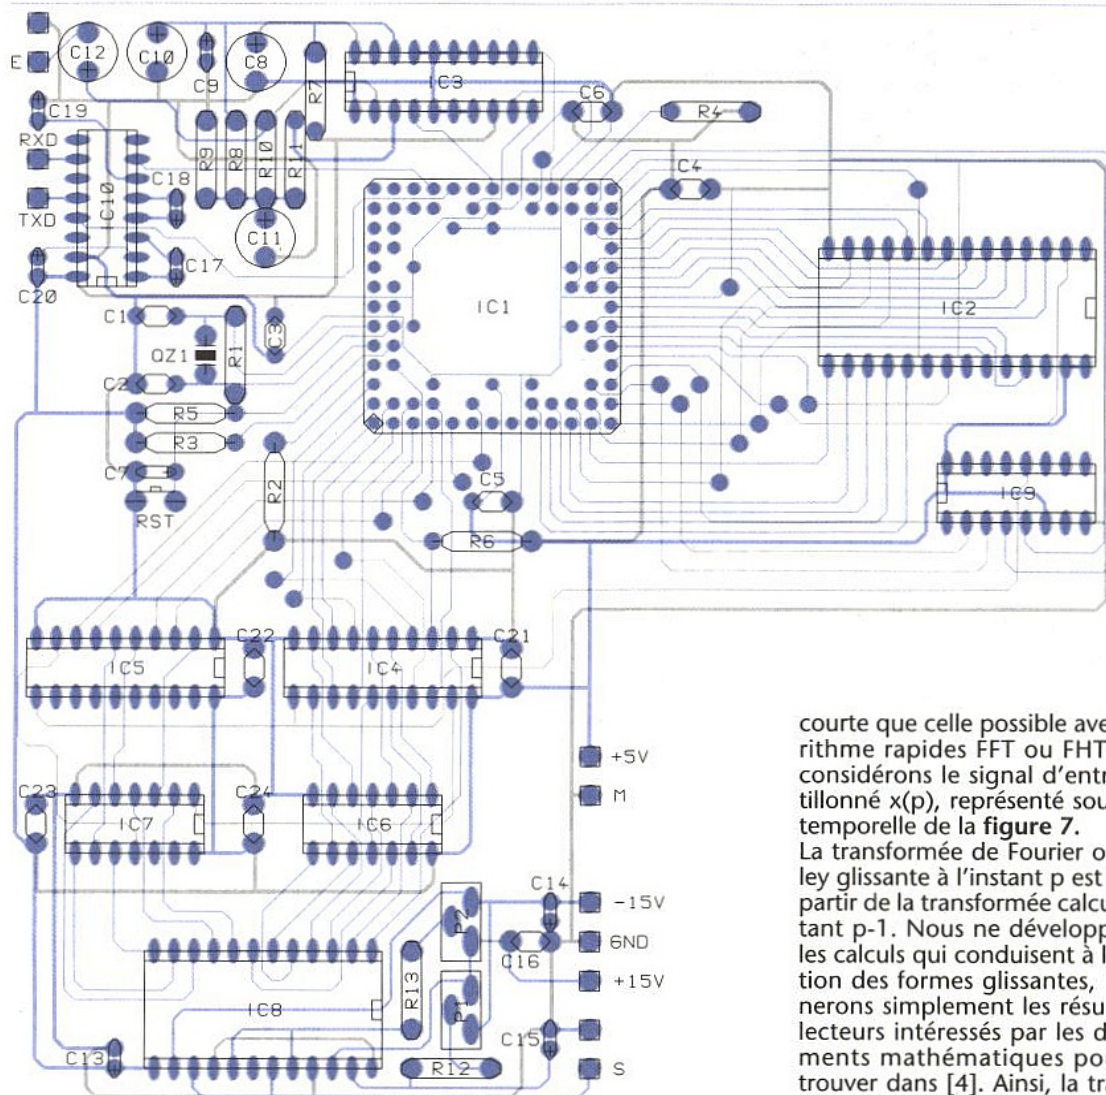 E
C12
C10
C9
C8
R7
IC3
C6
R4
C19
RXD
TXD
IC10
C18
R9
R8
R10
R11
C11
C4
C17
C20
IC1
IC2
C1
QZ1
R1
C3
C2
R5
R3
C7
RST
R2
C5
R6
IC9
IC5
C22
IC4
C21
+5V
M
C23
IC7
C24
IC6
-15V
GND
+15V
S
P2
C14
C16
R13
P1
C15
IC8
C13
R12
courte que celle possible ave
rithme rapides FFT ou FHT
considérons le signal d'entr
tillonné x(p), représenté sou
temporelle de la figure 7.
La transformée de Fourier o
ley glissante à l'instant p est
partir de la transformée calcu
tant p-1. Nous ne développ
les calculs qui conduisent à l
tion des formes glissantes,
nerons simplement les résu
lecteurs intéressés par les d
ments mathématiques po
trouver dans [4]. Ainsi, la tra